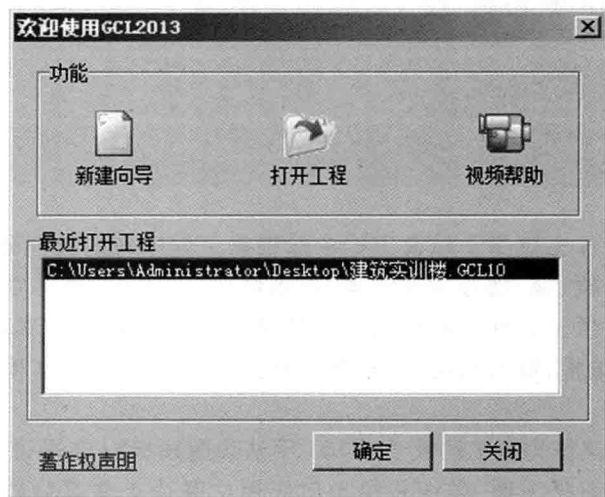 欢迎使用GCL2013
功能
新建向导
打开工程
视频帮助
最近打开工程
C:\Users\Administrator\Desktop\建筑实训楼.GCL10
著作权声明
确定
关闭